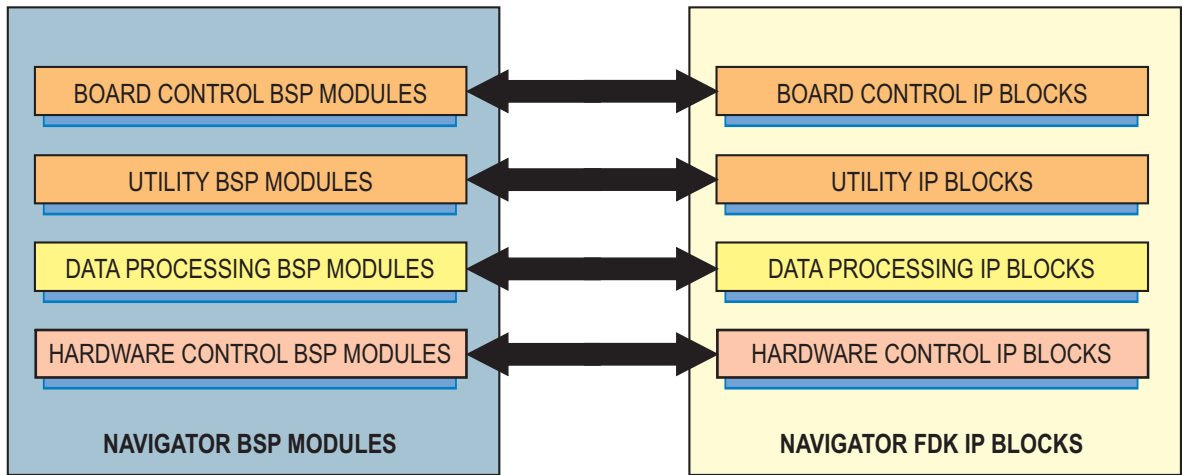 BOARD CONTROL BSP MODULES
BOARD CONTROL IP BLOCKS
UTILITY BSP MODULES
UTILITY IP BLOCKS
DATA PROCESSING BSP MODULES
DATA PROCESSING IP BLOCKS
HARDWARE CONTROL BSP MODULES
HARDWARE CONTROL IP BLOCKS
NAVIGATOR BSP MODULES
NAVIGATOR FDK IP BLOCKS